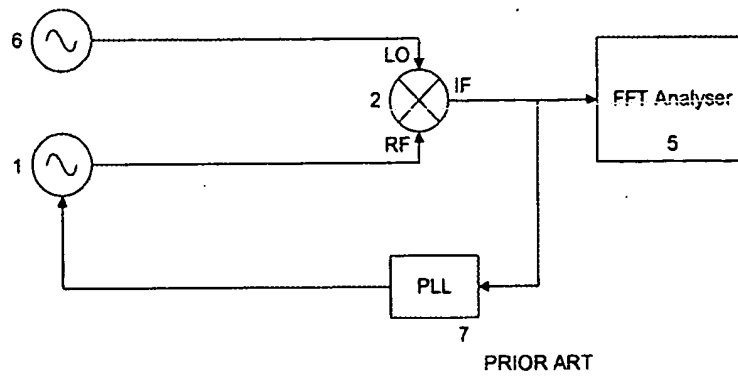 6
LO
2
IF
FFT Analyser
5
RF
1
PLL
7
PRIOR ART